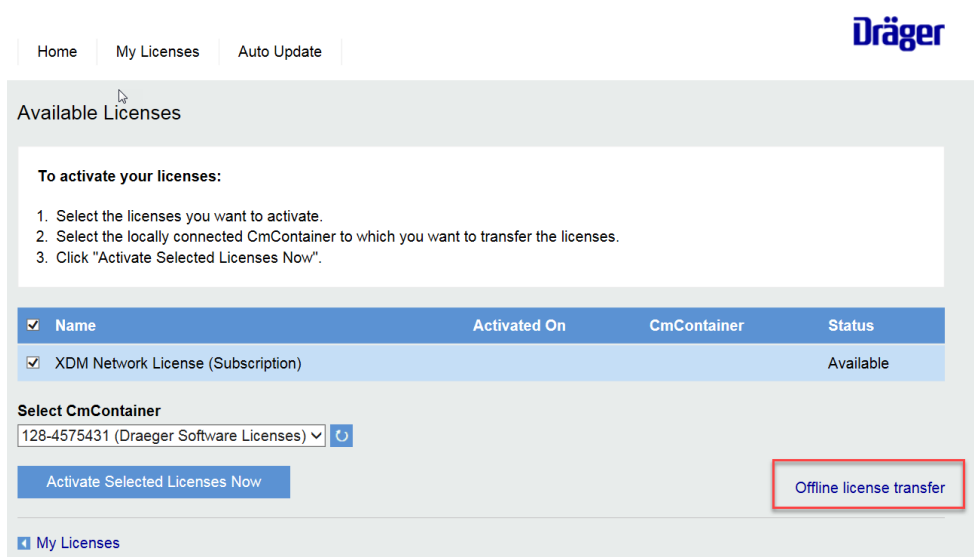 Dräger
Home My Licenses Auto Update
Available Licenses
To activate your licenses:
1. Select the licenses you want to activate.
2. Select the locally connected CmContainer to which you want to transfer the licenses.
3. Click "Activate Selected Licenses Now".
Name Activated On CmContainer Status
XDM Network License (Subscription) Available
Select CmContainer
128-4575431 (Draeger Software Licenses)
Activate Selected Licenses Now
Offline license transfer
My Licenses